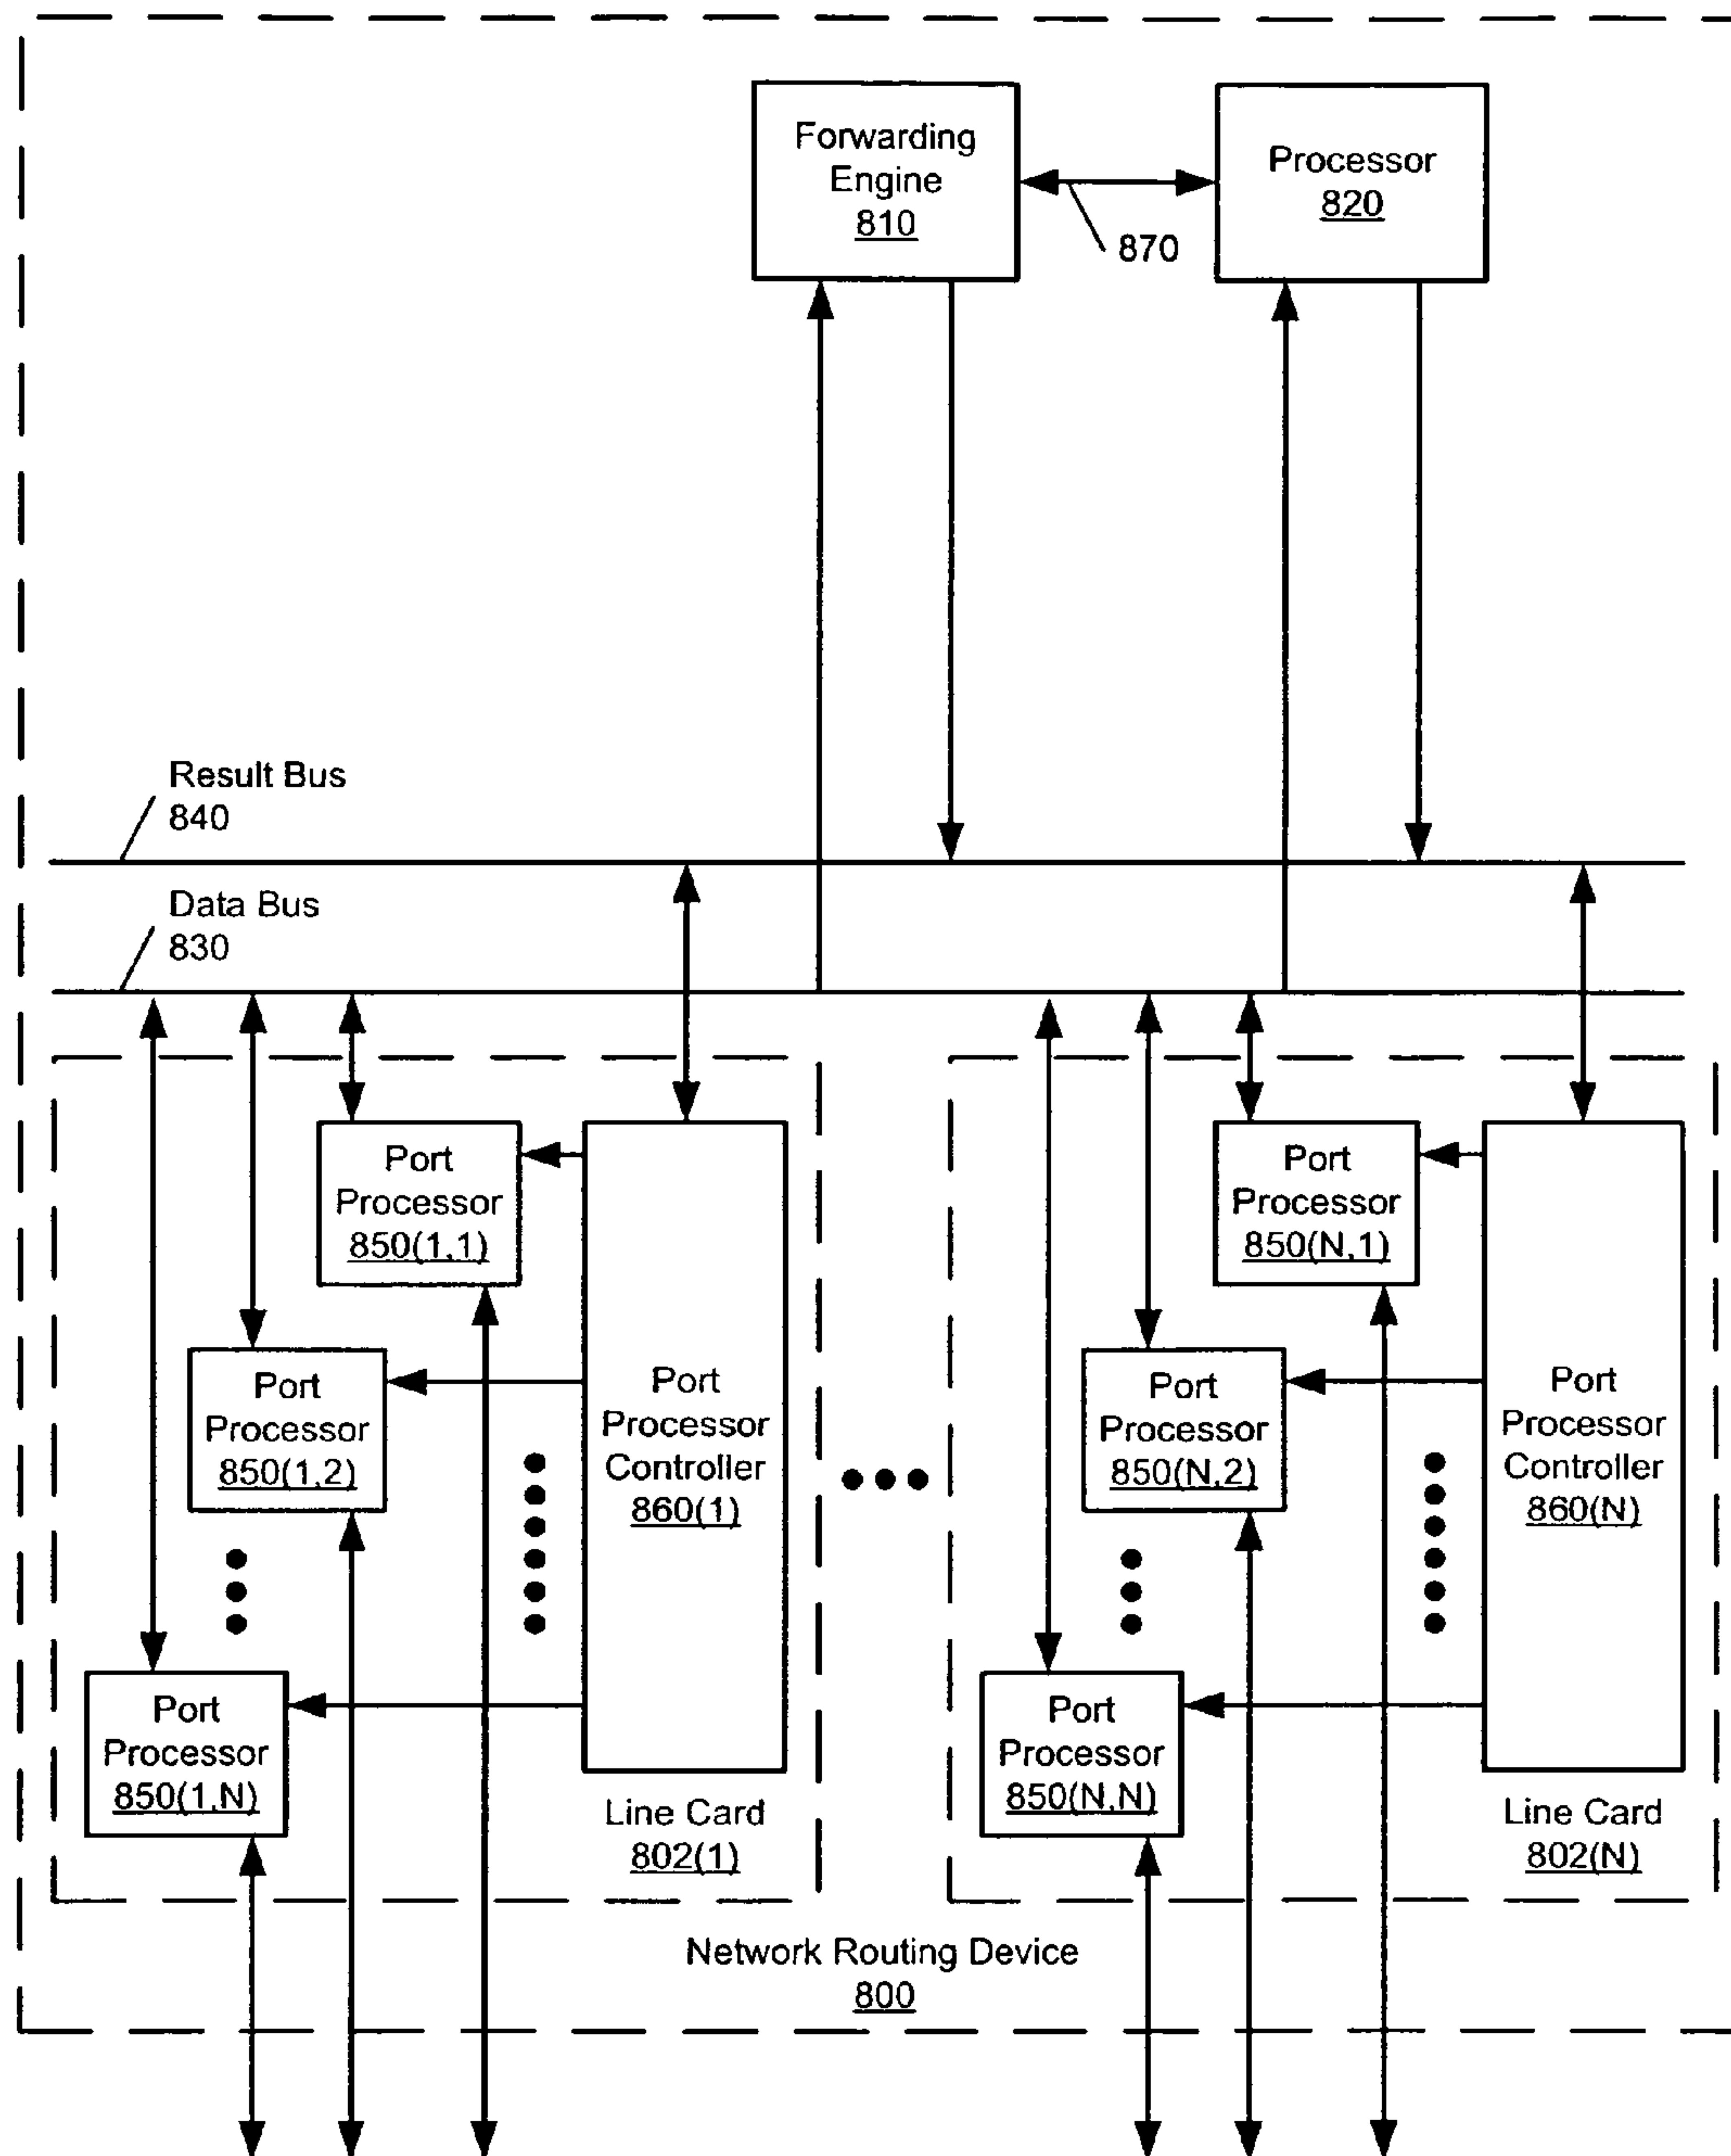 Forwarding
Engine
810
Processor
820
870
Result Bus
840
Data Bus
830
Port
Processor
850(1,1)
Port
Processor
850(1,2)
Port
Processor
850(1,N)
Port
Processor
Controller
860(1)
Line Card
802(1)
Port
Processor
850(N,1)
Port
Processor
850(N,2)
Port
Processor
850(N,N)
Port
Processor
Controller
860(N)
Line Card
802(N)
Network Routing Device
800